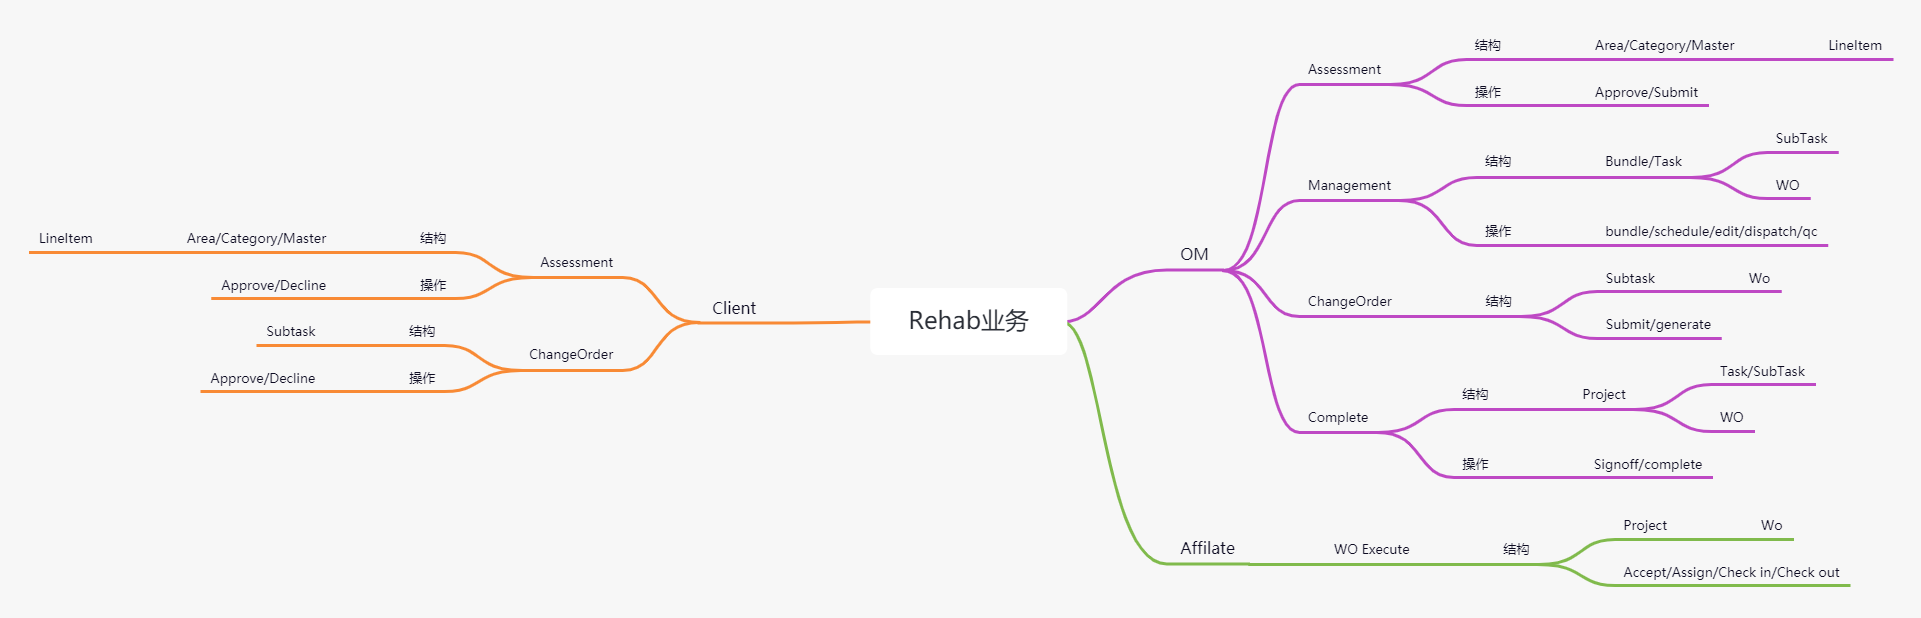 Rehab业务
Client
Assessment
结构
Area/Category/Master
LineItem
操作
Approve/Decline
ChangeOrder
结构
Subtask
操作
Approve/Decline
OM
Assessment
结构
Area/Category/Master
LineItem
操作
Approve/Submit
Management
结构
Bundle/Task
SubTask
WO
操作
bundle/schedule/edit/dispatch/qc
ChangeOrder
结构
Subtask
Wo
Submit/generate
Complete
结构
Project
Task/SubTask
WO
操作
Signoff/complete
Affilate
WO Execute
结构
Project
Wo
Accept/Assign/Check in/Check out